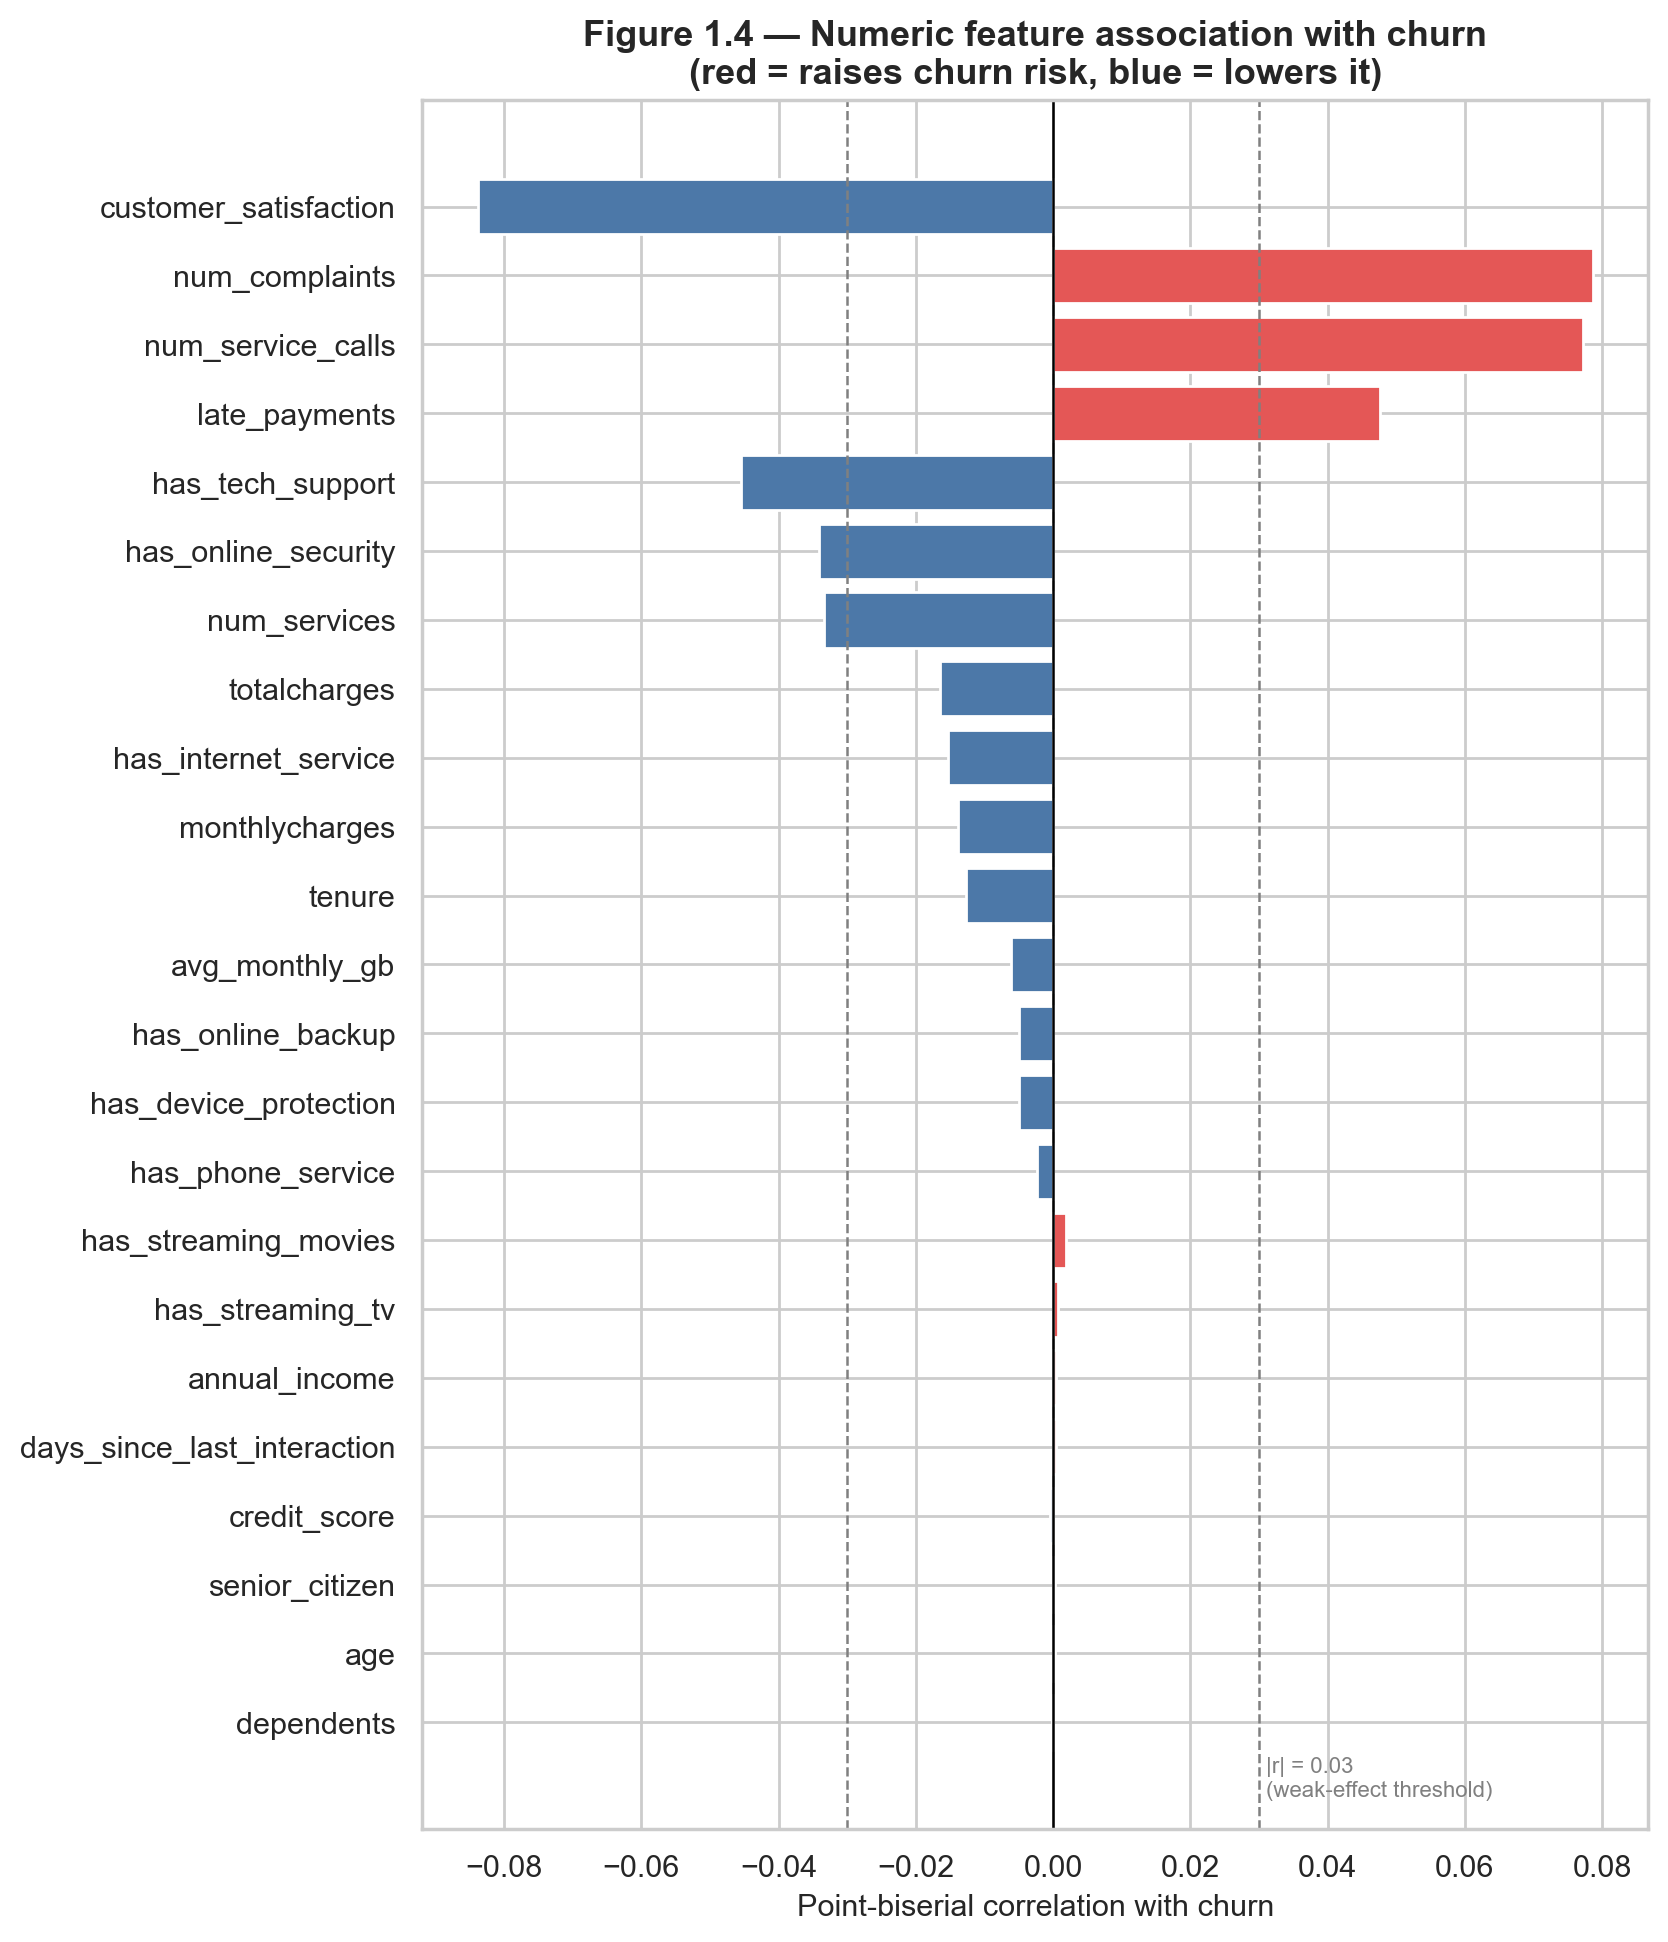 Figure 1.4 — Numeric feature association with churn
(red = raises churn risk, blue = lowers it)
customer_satisfaction
num_complaints
num_service_calls
late_payments
has_tech_support
has_online_security
num_services
totalcharges
has_internet_service
monthlycharges
tenure
avg_monthly_gb
has_online_backup
has_device_protection
has_phone_service
has_streaming_movies
has_streaming_tv
annual_income
days_since_last_interaction
credit_score
senior_citizen
age
dependents
|r| = 0.03
(weak-effect threshold)
−0.08 −0.06 −0.04 −0.02 0.00 0.02 0.04 0.06 0.08
Point-biserial correlation with churn